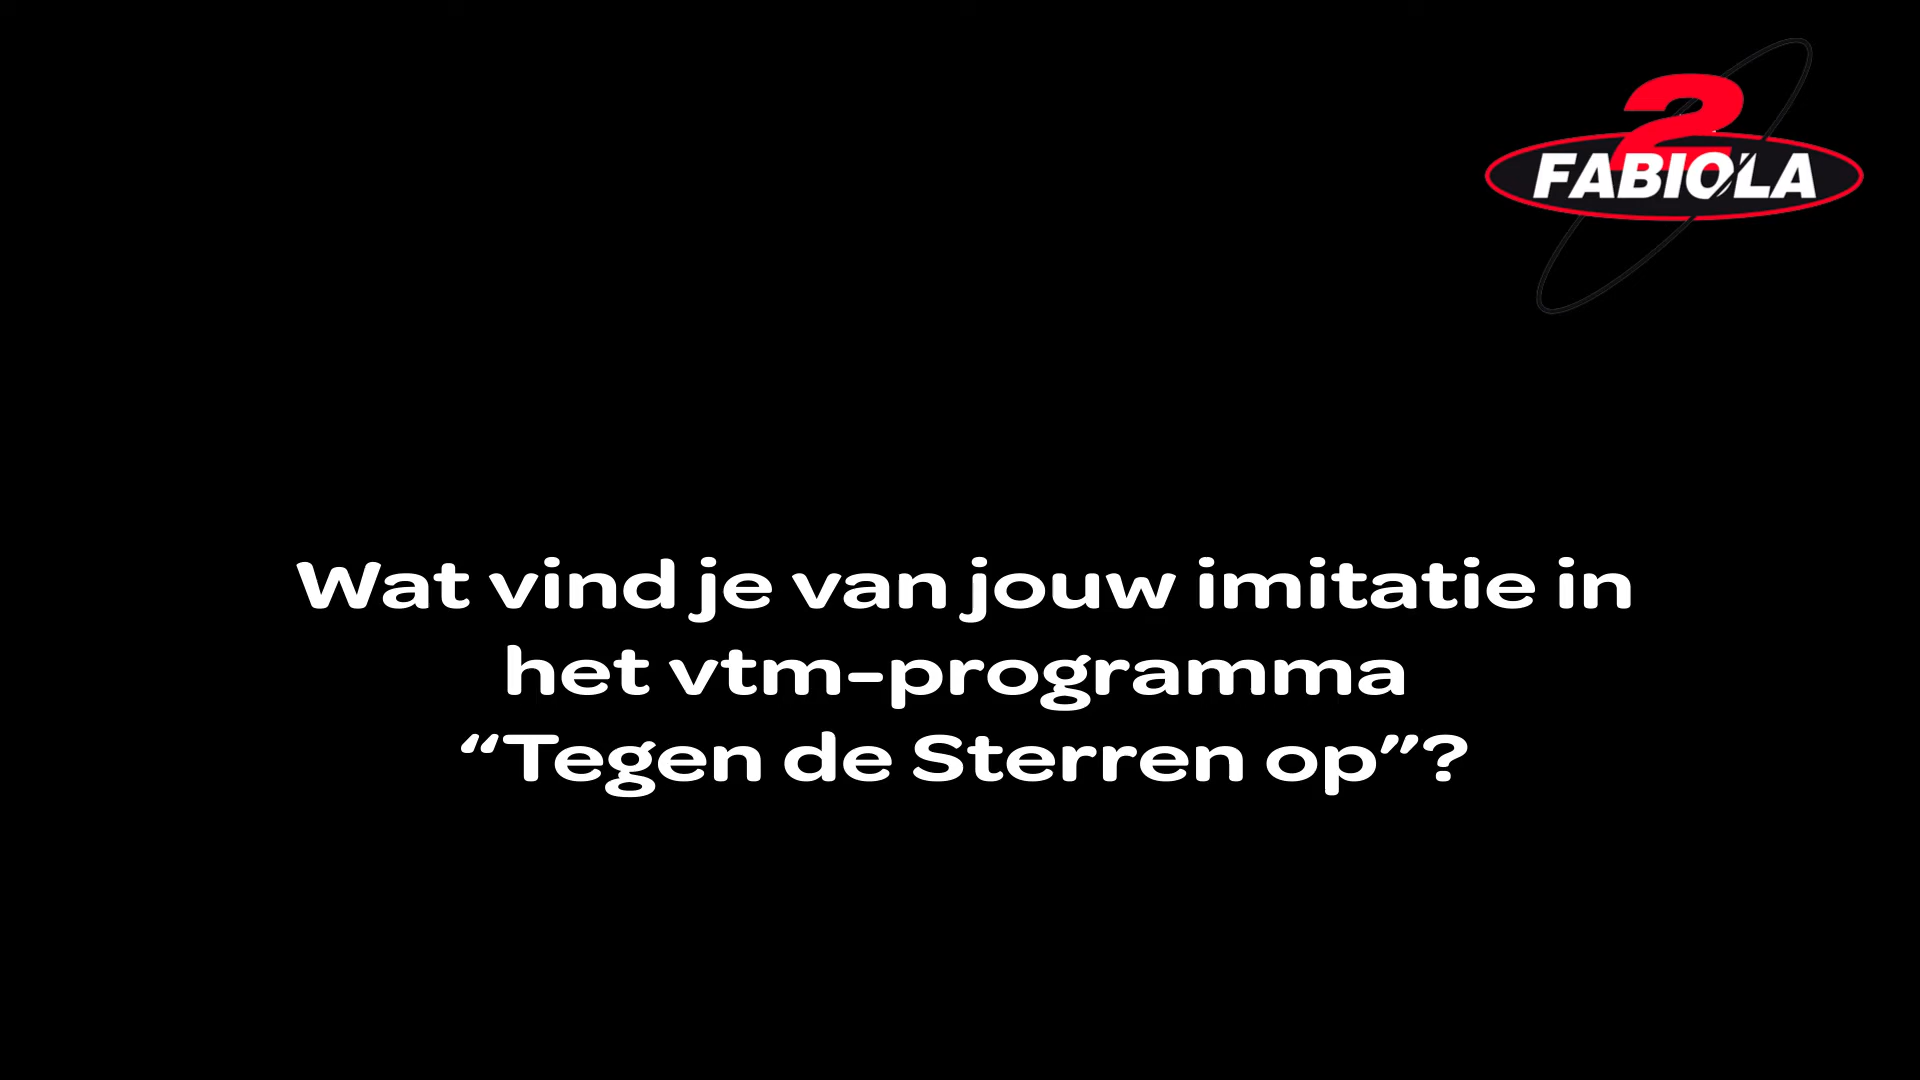 2
FABIOLA
Wat vind je van jouw imitatie in
het vtm-programma
“Tegen de Sterren op”?